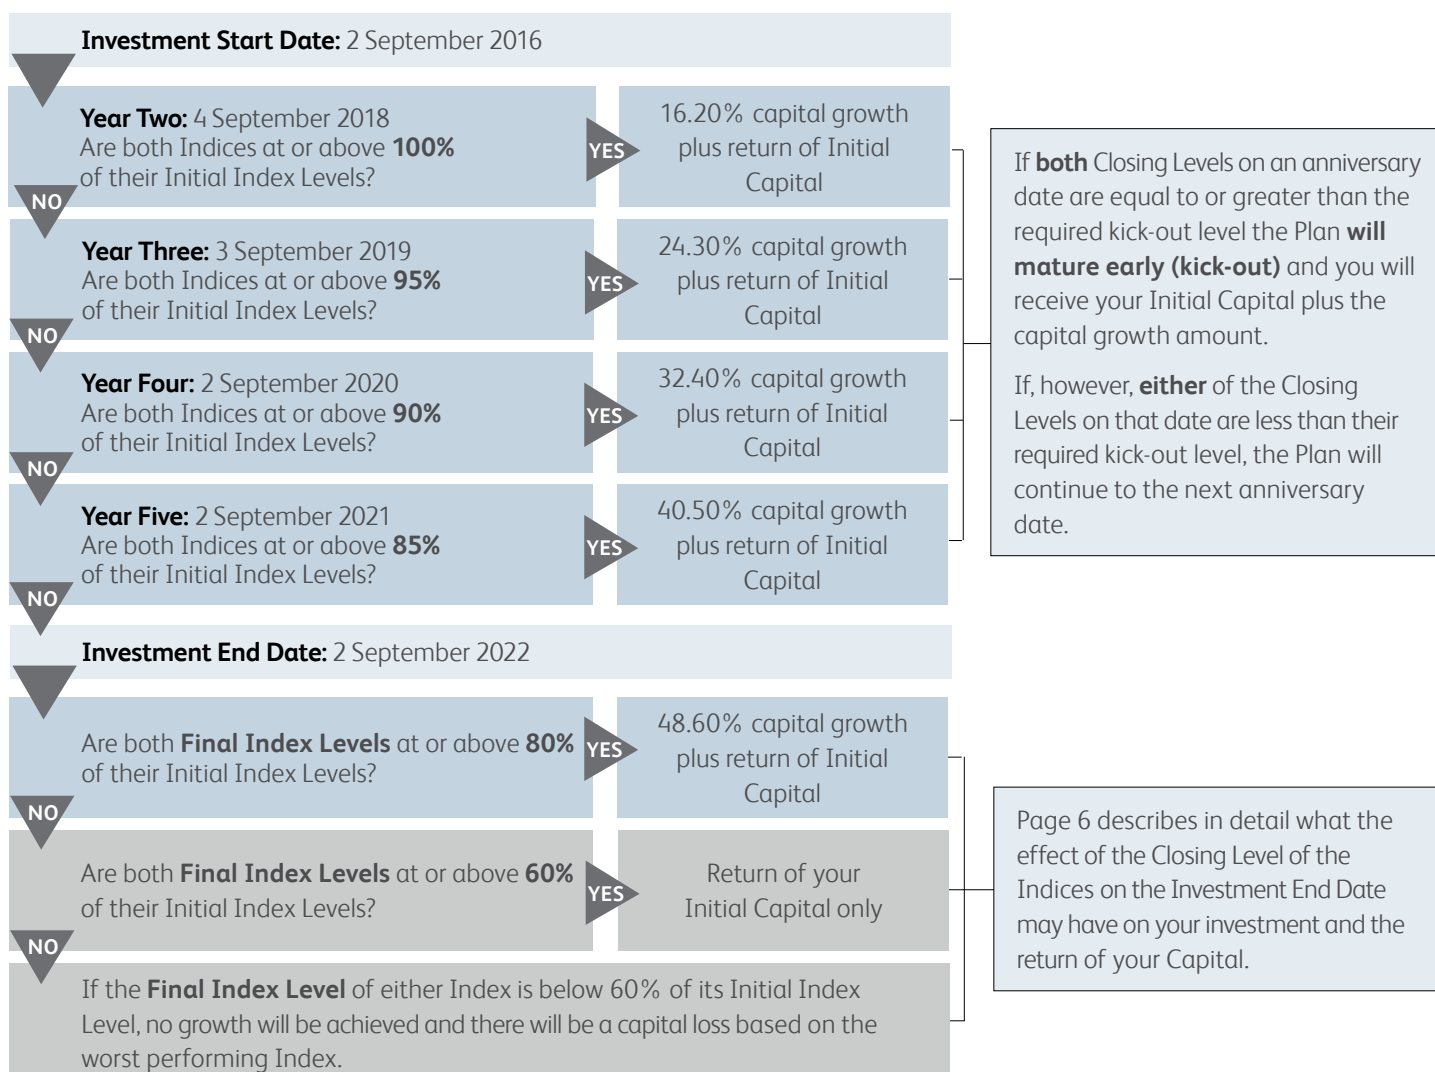 Investment Start Date: 2 September 2016
Year Two: 4 September 2018
Are both Indices at or above 100%
of their Initial Index Levels?
YES
16.20% capital growth
plus return of Initial
Capital
NO
Year Three: 3 September 2019
Are both Indices at or above 95%
of their Initial Index Levels?
YES
24.30% capital growth
plus return of Initial
Capital
NO
Year Four: 2 September 2020
Are both Indices at or above 90%
of their Initial Index Levels?
YES
32.40% capital growth
plus return of Initial
Capital
NO
Year Five: 2 September 2021
Are both Indices at or above 85%
of their Initial Index Levels?
YES
40.50% capital growth
plus return of Initial
Capital
NO
If both Closing Levels on an anniversary
date are equal to or greater than the
required kick-out level the Plan will
mature early (kick-out) and you will
receive your Initial Capital plus the
capital growth amount.
If, however, either of the Closing
Levels on that date are less than their
required kick-out level, the Plan will
continue to the next anniversary
date.
Investment End Date: 2 September 2022
Are both Final Index Levels at or above 80%
of their Initial Index Levels?
YES
48.60% capital growth
plus return of Initial
Capital
NO
Are both Final Index Levels at or above 60%
of their Initial Index Levels?
YES
Return of your
Initial Capital only
NO
If the Final Index Level of either Index is below 60% of its Initial Index
Level, no growth will be achieved and there will be a capital loss based on the
worst performing Index.
Page 6 describes in detail what the
effect of the Closing Level of the
Indices on the Investment End Date
may have on your investment and the
return of your Capital.